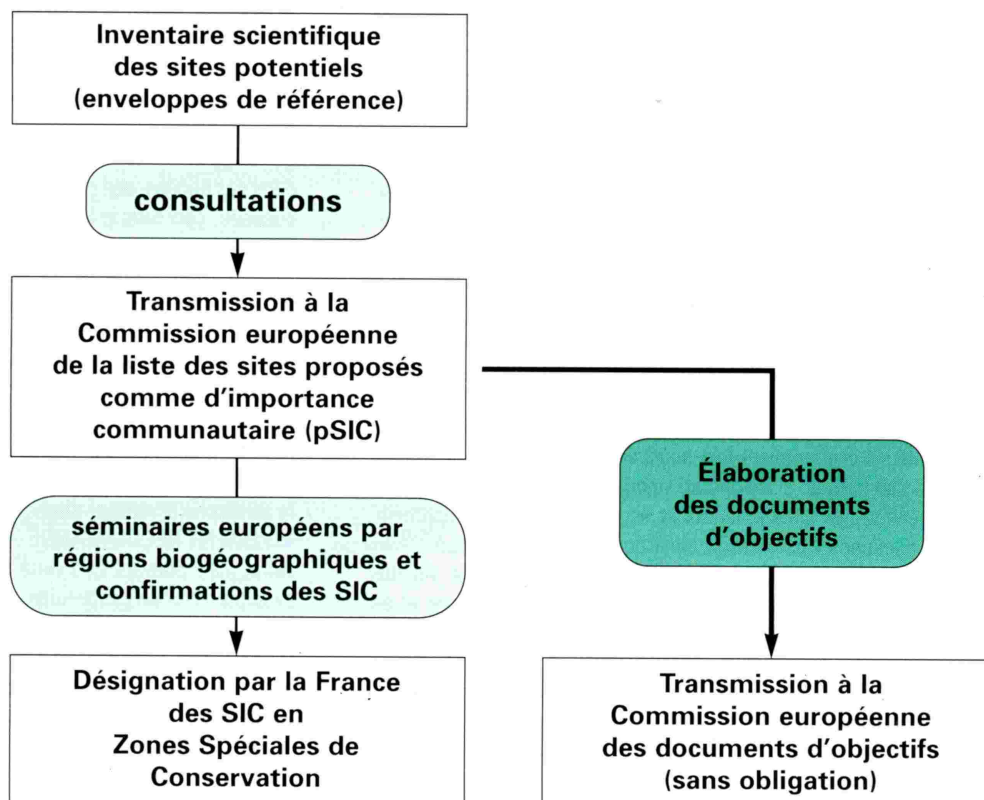 Inventaire scientifique
des sites potentiels
(enveloppes de référence)
consultations
Transmission à la
Commission européenne
de la liste des sites proposés
comme d'importance
communautaire (pSIC)
séminaires européens par
régions biogéographiques et
confirmations des SIC
Désignation par la France
des SIC en
Zones Spéciales de
Conservation
Élaboration
des documents
d'objectifs
Transmission à la
Commission européenne
des documents d'objectifs
(sans obligation)